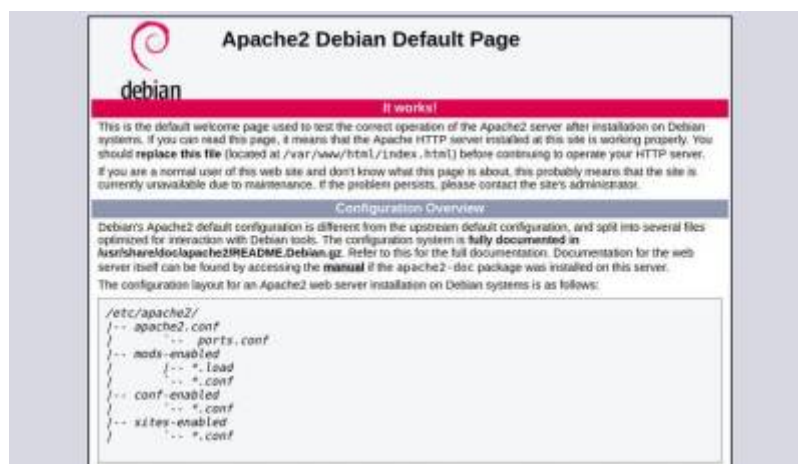 Apache2 Debian Default Page
debian
It works!
This is the default welcome page used to test the correct operation of the Apache2 server after installation on Debian
systems. If you can read this page, it means that the Apache HTTP server installed at this site is working properly. You
should replace this file (located at /var/www/html/index.html) before continuing to operate your HTTP server.
If you are a normal user of this web site and don't know what this page is about, this probably means that the site is
currently unavailable due to maintenance. If the problem persists, please contact the site's administrator.
Configuration Overview
Debian's Apache2 default configuration is different from the upstream default configuration, and split into several files
optimized for interaction with Debian tools. The configuration system is fully documented in
/usr/share/doc/apache2/README.Debian.gz. Refer to this for the full documentation. Documentation for the web
server itself can be found by accessing the manual if the apache2-doc package was installed on this server.
The configuration layout for an Apache2 web server installation on Debian systems is as follows:
/etc/apache2/
|-- apache2.conf
|       `--  ports.conf
|-- mods-enabled
|       |-- *.load
|       `-- *.conf
|-- conf-enabled
|       `-- *.conf
|-- sites-enabled
|       `-- *.conf